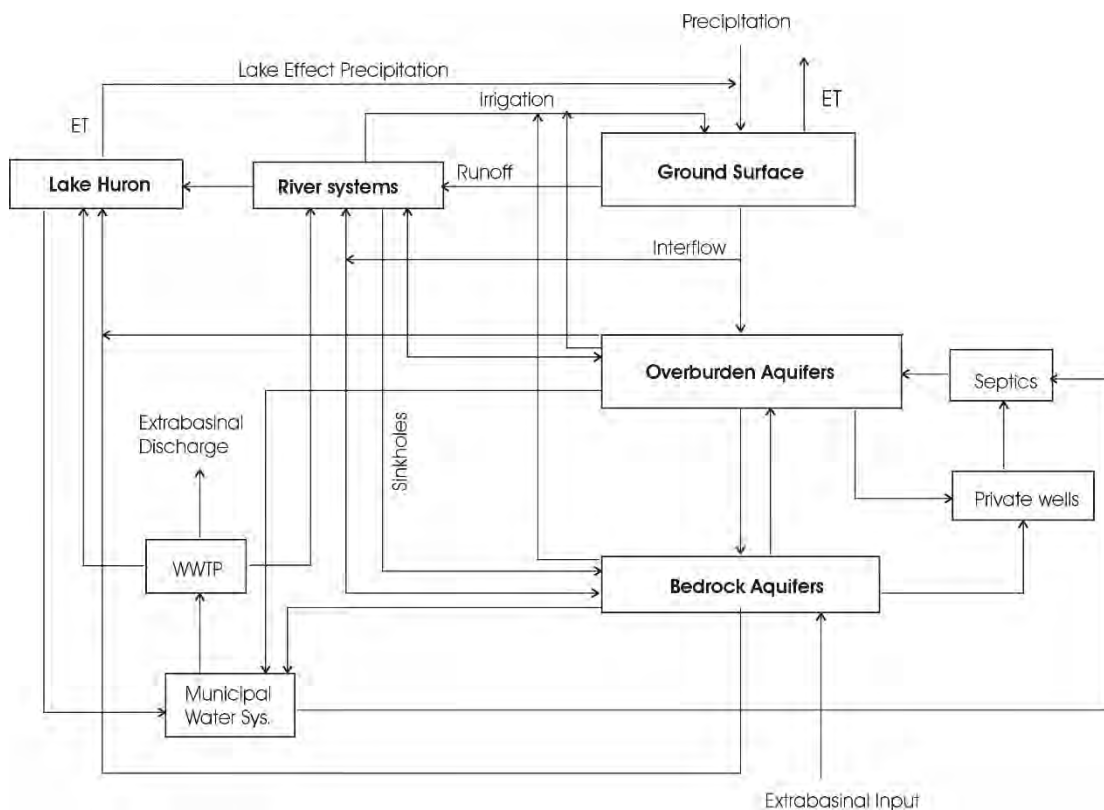 Precipitation
Lake Effect Precipitation
Irrigation
ET
ET
Lake Huron
River systems
Runoff
Ground Surface
Interflow
Overburden Aquifers
Septics
Extrabasinal
Discharge
Sinkholes
Private wells
WWTP
Bedrock Aquifers
Municipal
Water Sys.
Extrabasinal Input